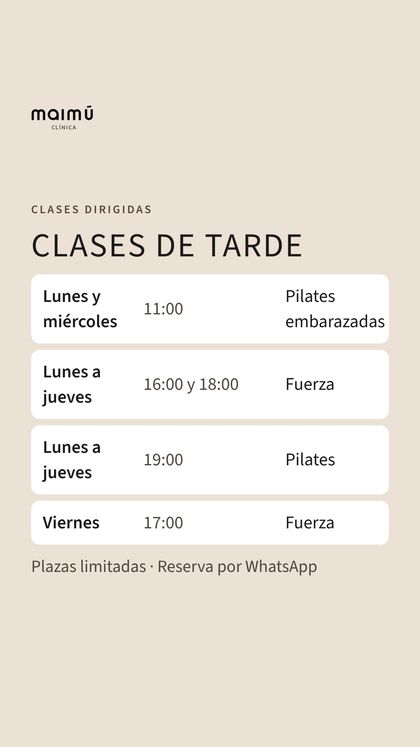 maimú
CLÍNICA
CLASES DIRIGIDAS
CLASES DE TARDE
Lunes y
miércoles
11:00
Pilates
embarazadas
Lunes a
jueves
16:00 y 18:00
Fuerza
Lunes a
jueves
19:00
Pilates
Viernes
17:00
Fuerza
Plazas limitadas · Reserva por WhatsApp